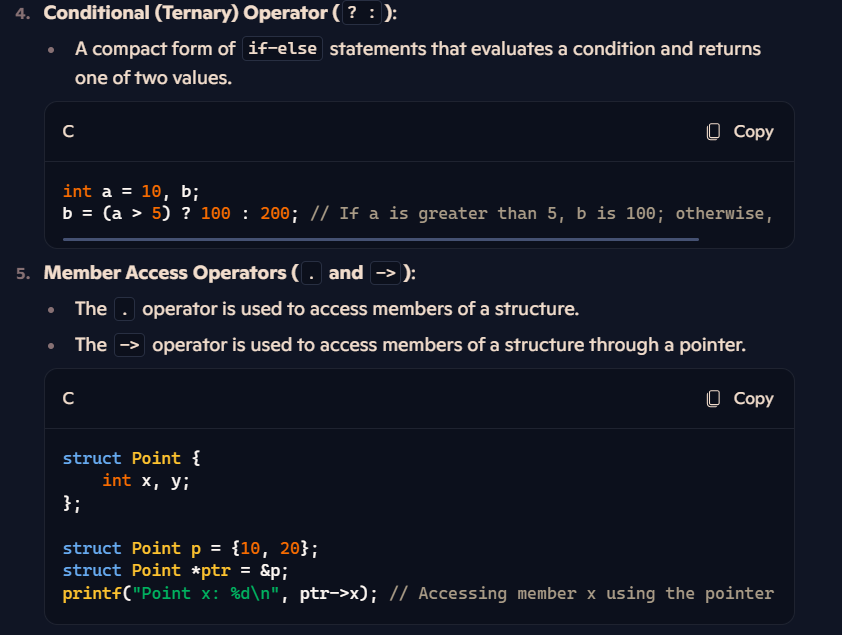 4. Conditional (Ternary) Operator ( ? : ):
• A compact form of if-else statements that evaluates a condition and returns
one of two values.
C Copy
int a = 10, b;
b = (a > 5) ? 100 : 200; // If a is greater than 5, b is 100; otherwise,
5. Member Access Operators ( . and -> ):
• The . operator is used to access members of a structure.
• The -> operator is used to access members of a structure through a pointer.
C Copy
struct Point {
    int x, y;
};
struct Point p = {10, 20};
struct Point *ptr = &p;
printf("Point x: %d\n", ptr->x); // Accessing member x using the pointer